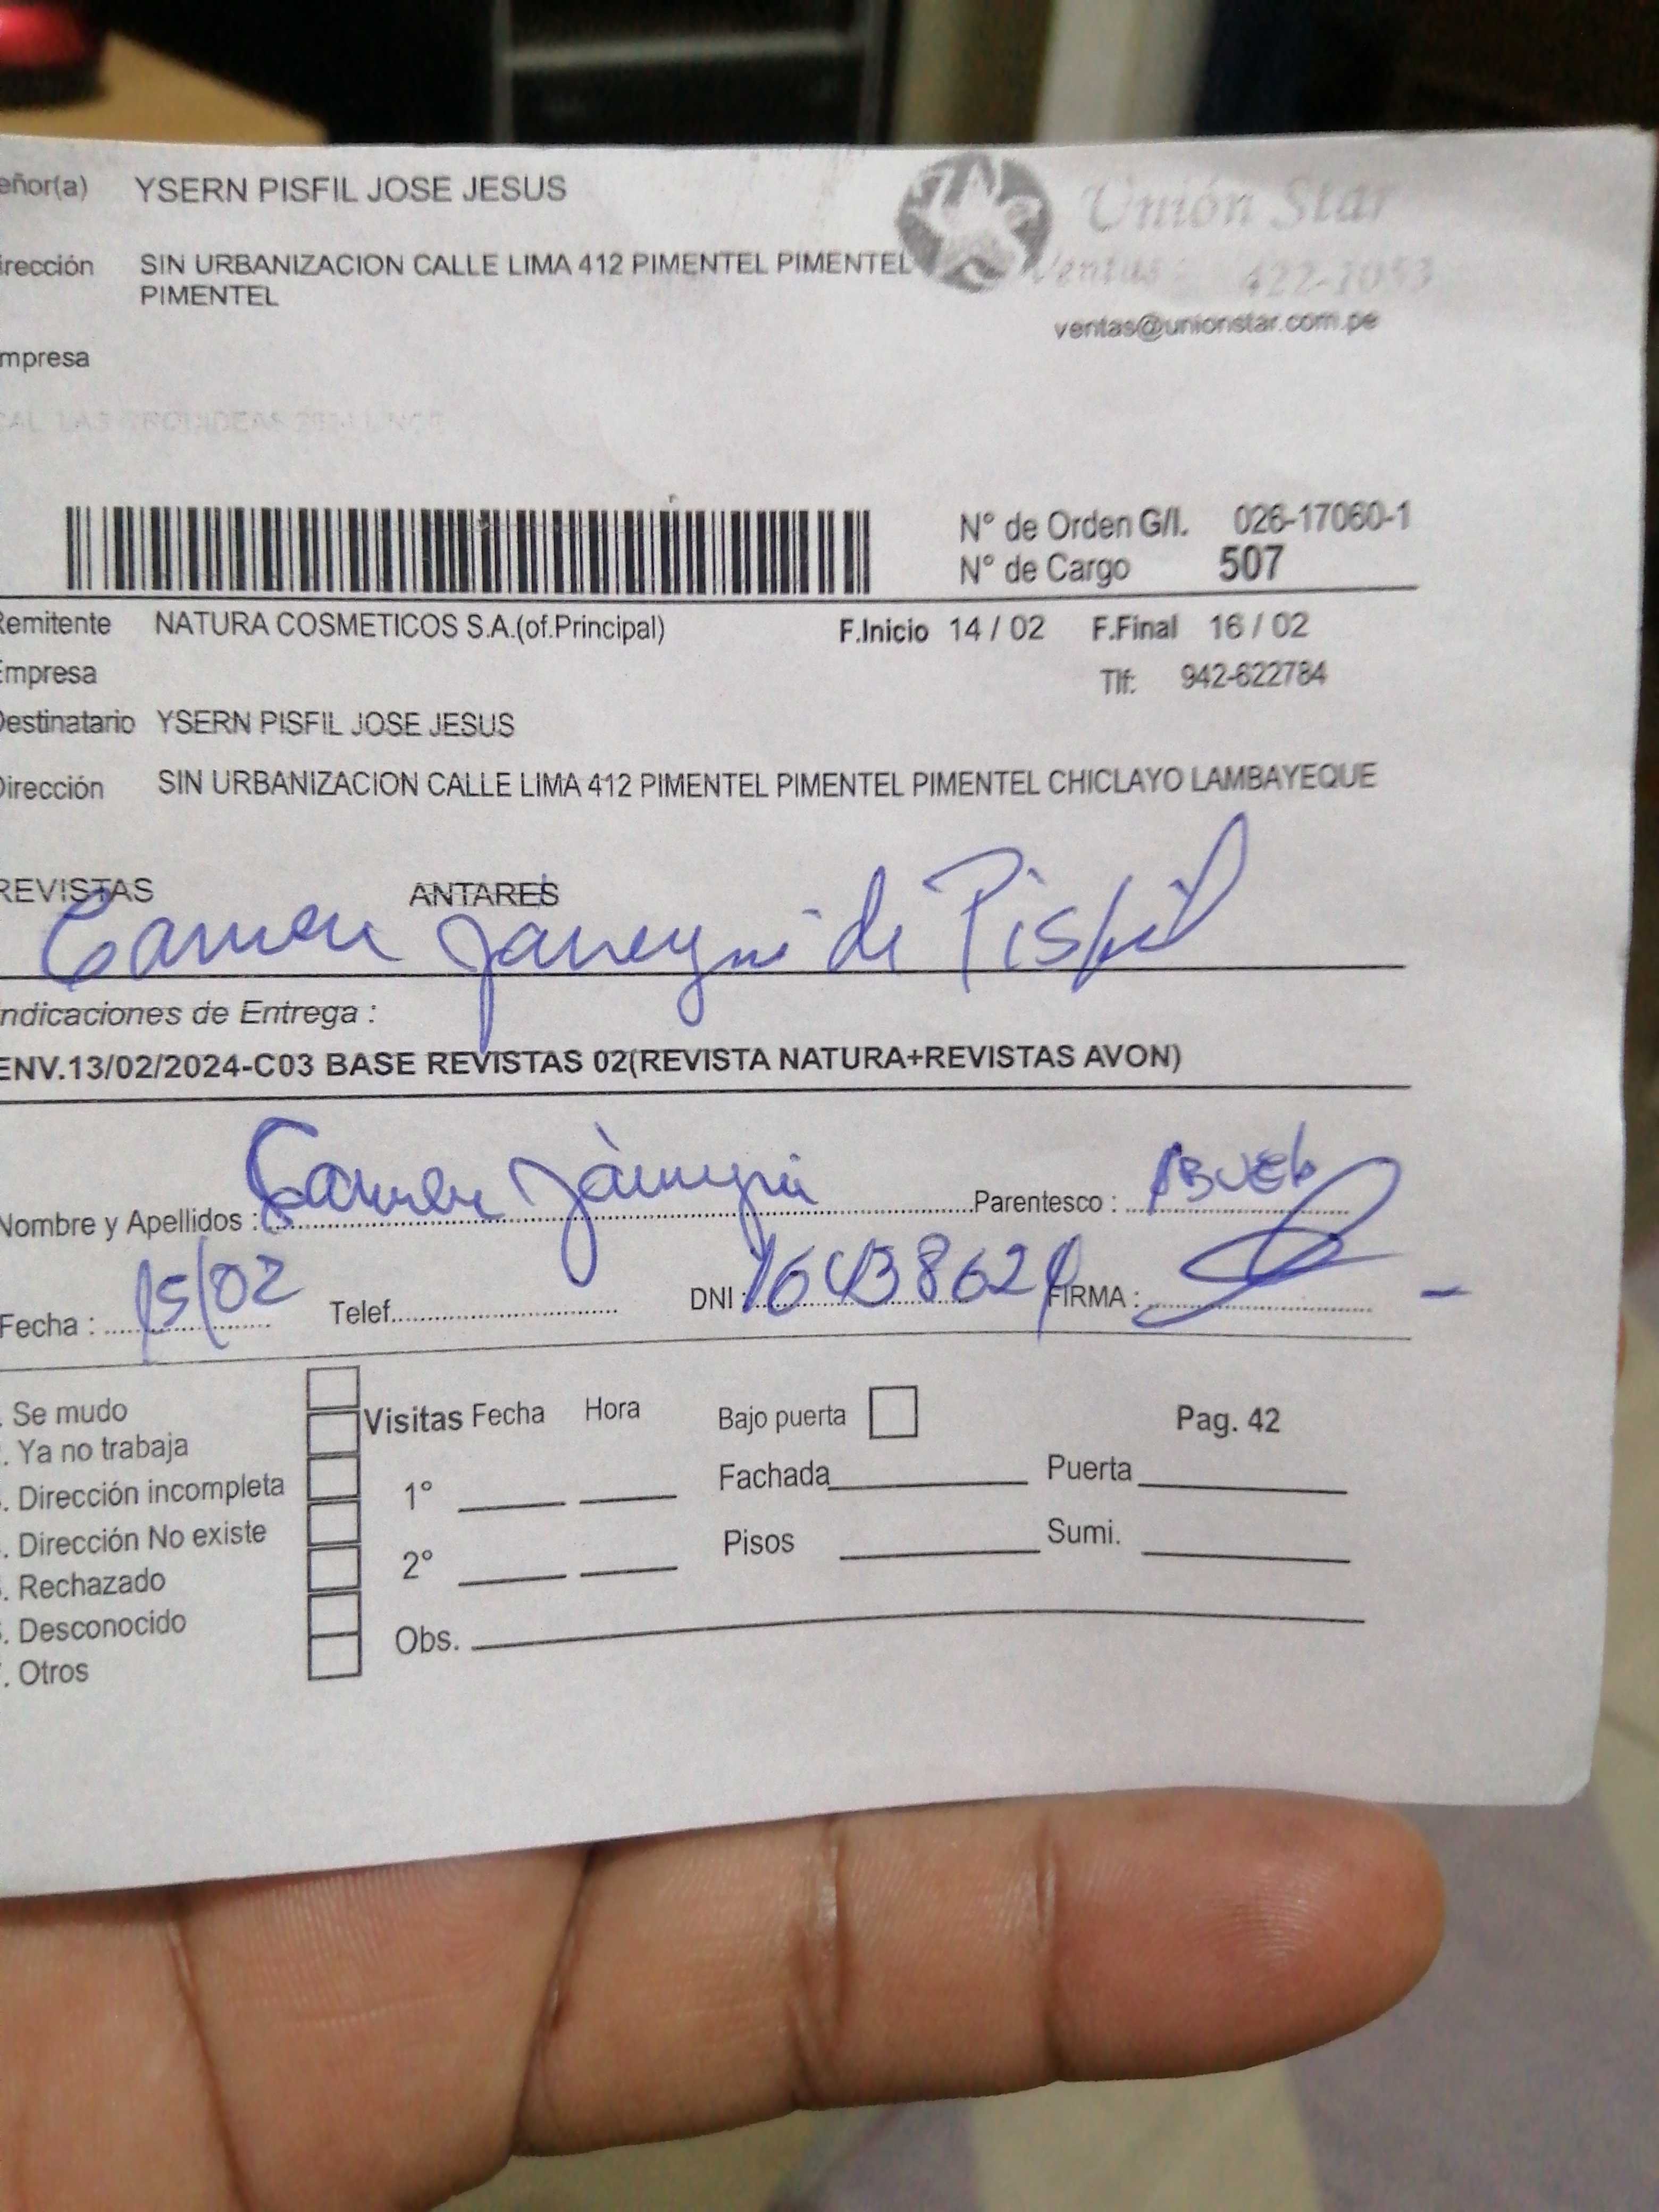 eñor(a) YSERN PISFIL JOSE JESUS
Unión Star
irección SIN URBANIZACION CALLE LIMA 412 PIMENTEL PIMENTEL
PIMENTEL
Ventas 422-1053
ventas@unionstar.com.pe
mpresa
N° de Orden G/I. 026-17060-1
N° de Cargo 507
Remitente NATURA COSMETICOS S.A.(of.Principal) F.Inicio 14 / 02 F.Final 16 / 02
Empresa Tlf: 942-622784
Destinatario YSERN PISFIL JOSE JESUS
Dirección SIN URBANIZACION CALLE LIMA 412 PIMENTEL PIMENTEL PIMENTEL CHICLAYO LAMBAYEQUE
REVISTAS ANTARES
Carmen de Pisfil
Indicaciones de Entrega :
ENV.13/02/2024-C03 BASE REVISTAS 02(REVISTA NATURA+REVISTAS AVON)
Nombre y Apellidos : Carmen Parentesco :
Fecha : 15/02 Telef. DNI : FIRMA :
. Se mudo
. Ya no trabaja
. Dirección incompleta
. Dirección No existe
. Rechazado
. Desconocido
. Otros
Visitas Fecha Hora
1°
2°
Obs.
Bajo puerta Pag. 42
Fachada Puerta
Pisos Sumi.